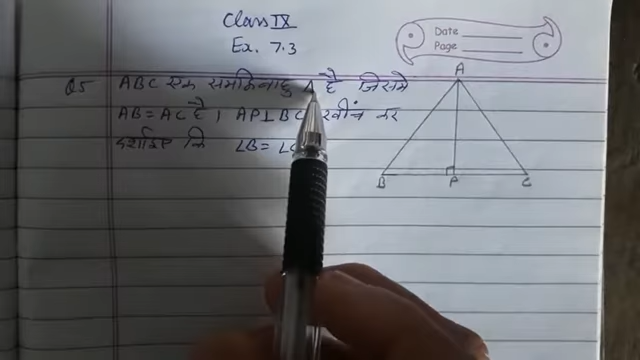 Class IX
Ex. 7.3
Date
Page
Q5 ABC एक समद्विबाहु Δ है जिसमे
AB = AC है। AP⊥BC खींच कर
दर्शाइए कि ∠B = ∠C
A
B
P
C